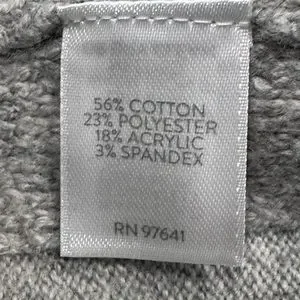 56% COTTON
23% POLYESTER
18% ACRYLIC
3% SPANDEX
RN 97641